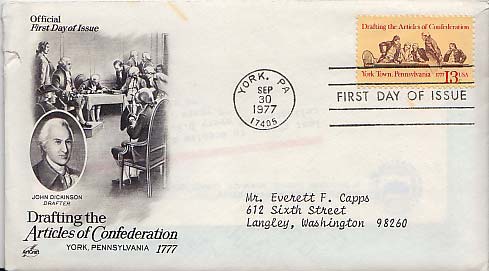 Official
First Day of Issue
JOHN DICKINSON
DRAFTER
Drafting the
Articles of Confederation
YORK, PENNSYLVANIA 1777
ArtCraft
Drafting the Articles of Confederation
York Town, Pennsylvania 1777 13c USA
YORK, PA
SEP
30
1977
17405
FIRST DAY OF ISSUE
Mr. Everett F. Capps
612 Sixth Street
Langley, Washington 98260